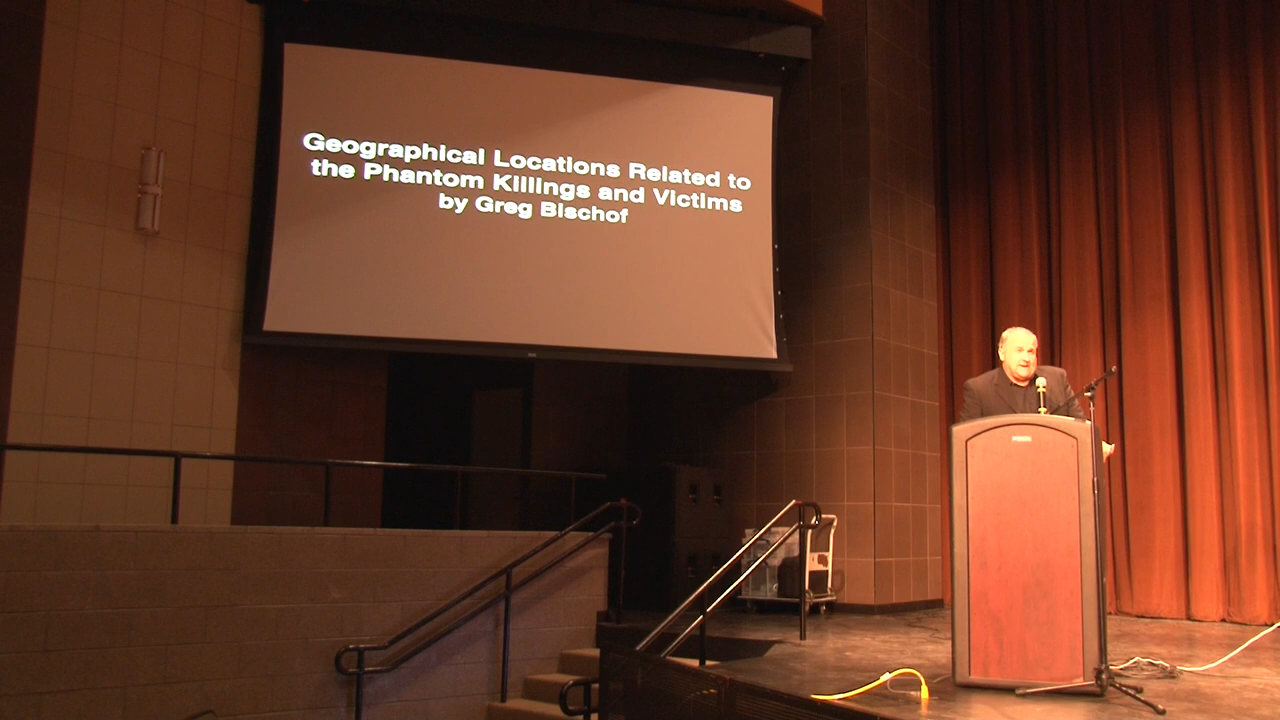 Geographical Locations Related to
the Phantom Killings and Victims
by Greg Bischof